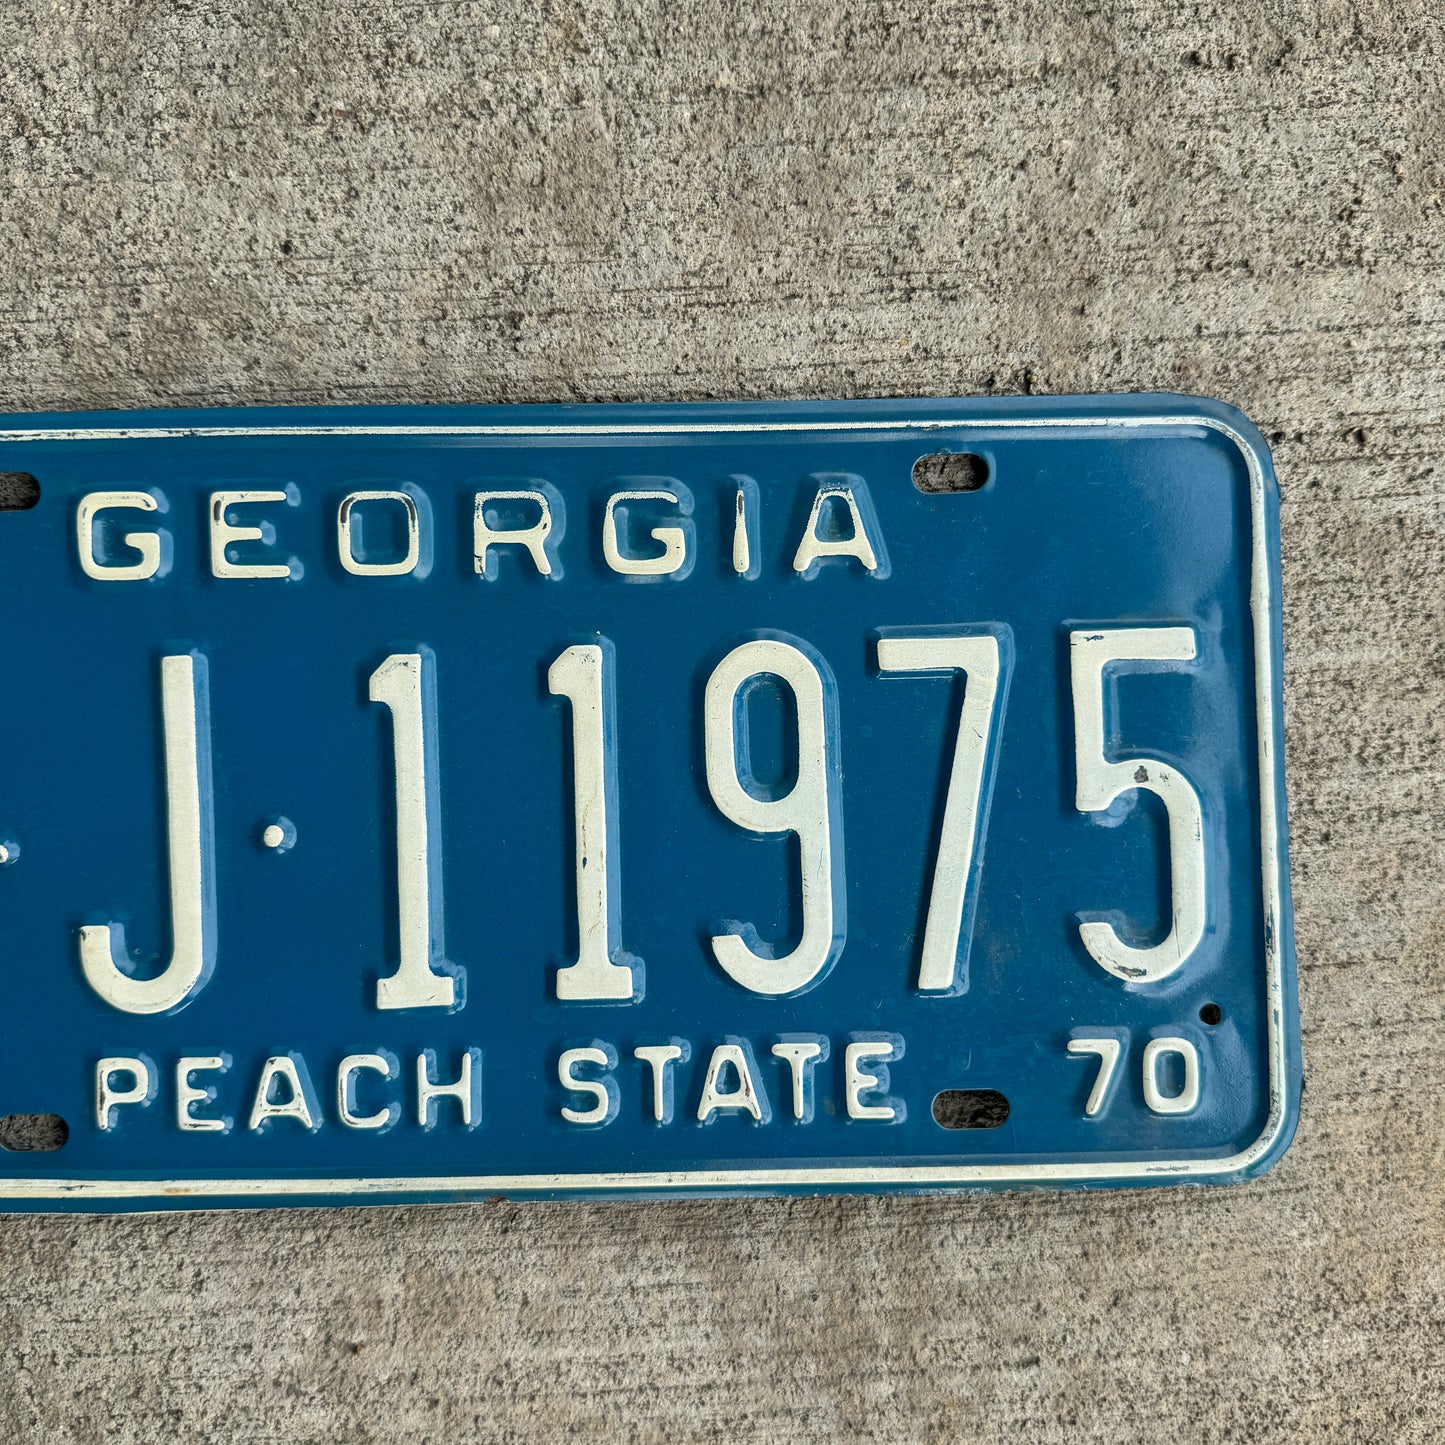 GEORGIA
J·11975
PEACH STATE 70